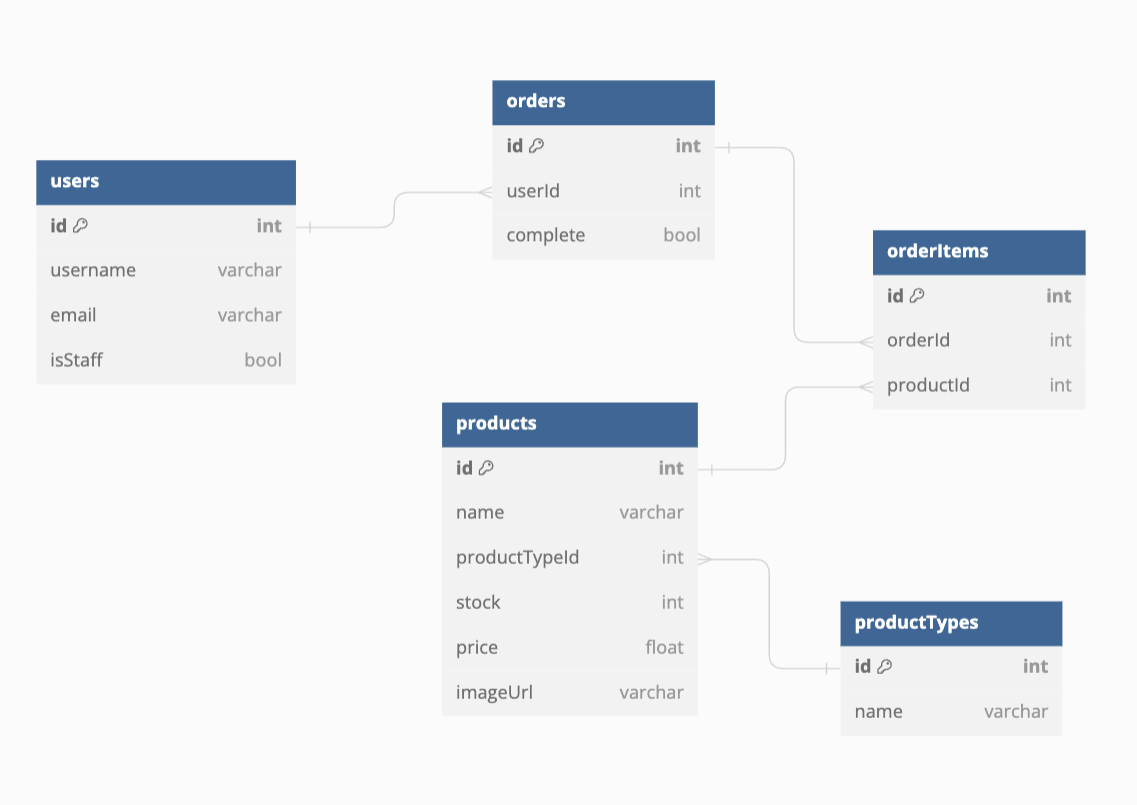 users
id int
username varchar
email varchar
isStaff bool
orders
id int
userId int
complete bool
orderItems
id int
orderId int
productId int
products
id int
name varchar
productTypeId int
stock int
price float
imageUrl varchar
productTypes
id int
name varchar